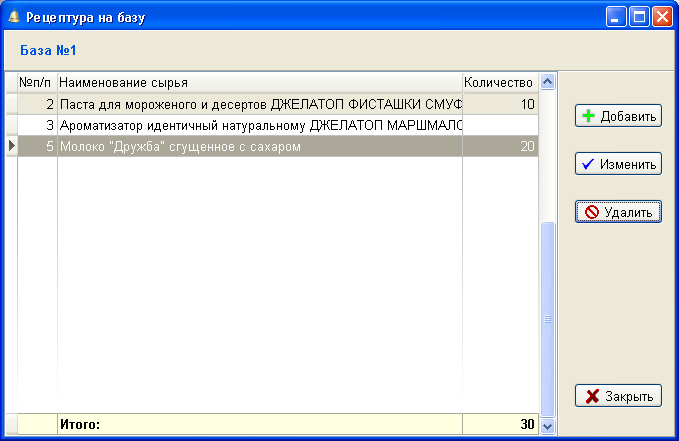 Рецептура на базу
База №1
№п/п Наименование сырья Количество
2 Паста для мороженого и десертов ДЖЕЛАТОП ФИСТАШКИ СМУФ 10
3 Ароматизатор идентичный натуральному ДЖЕЛАТОП МАРШМАЛО
5 Молоко "Дружба" сгущенное с сахаром 20
Итого: 30
Добавить
Изменить
Удалить
Закрыть